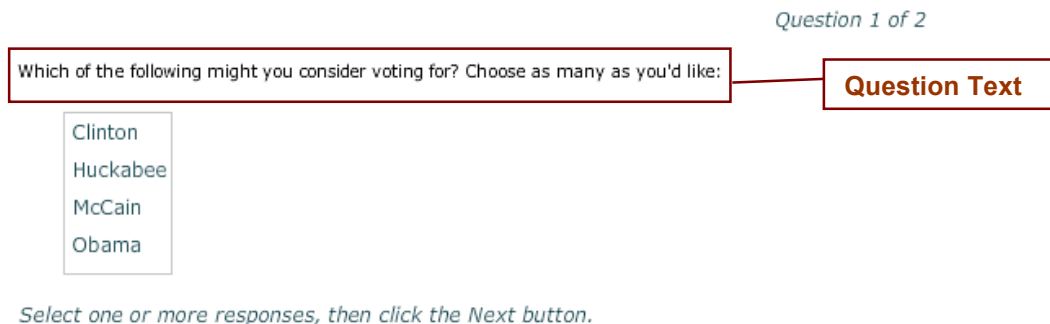 Question 1 of 2
Which of the following might you consider voting for? Choose as many as you'd like:
Question Text
Clinton
Huckabee
McCain
Obama
Select one or more responses, then click the Next button.